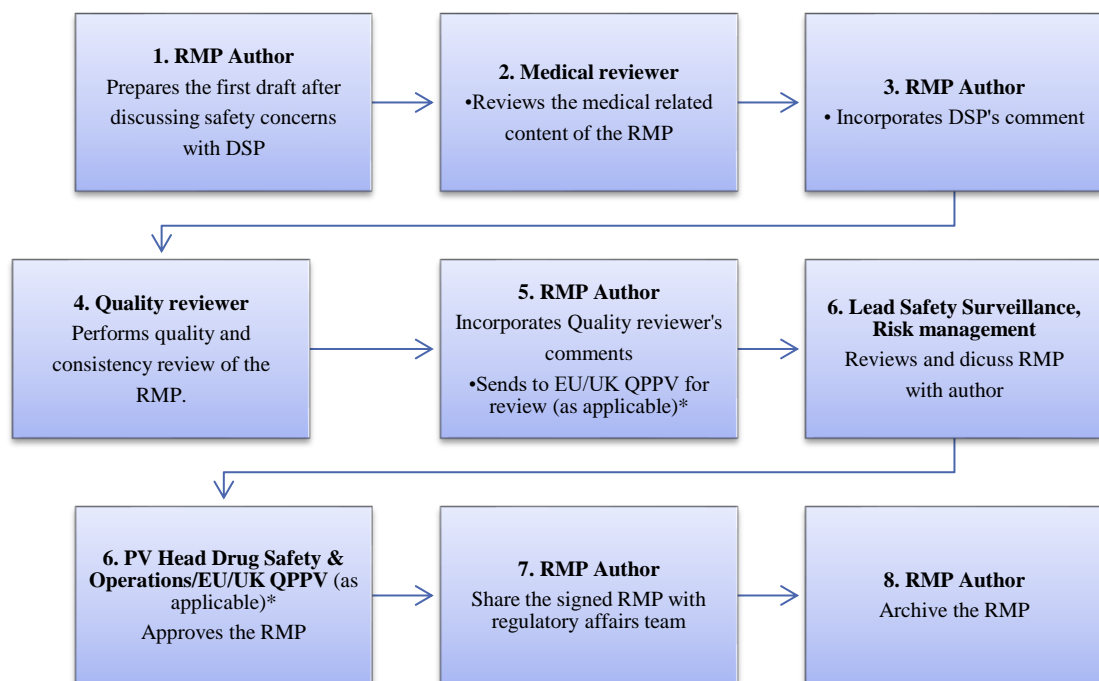 1. RMP Author
Prepares the first draft after
discussing safety concerns
with DSP
2. Medical reviewer
•Reviews the medical related
content of the RMP
3. RMP Author
• Incorporates DSP's comment
4. Quality reviewer
Performs quality and
consistency review of the
RMP.
5. RMP Author
Incorporates Quality reviewer's
comments
•Sends to EU/UK QPPV for
review (as applicable)*
6. Lead Safety Surveillance,
Risk management
Reviews and dicuss RMP
with author
6. PV Head Drug Safety &
Operations/EU/UK QPPV (as
applicable)*
Approves the RMP
7. RMP Author
Share the signed RMP with
regulatory affairs team
8. RMP Author
Archive the RMP